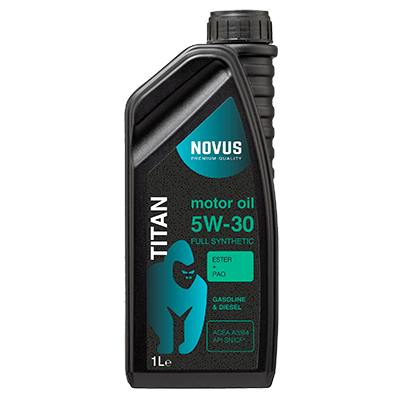 NOVUS
PREMIUM QUALITY
TITAN
motor oil
5W-30
FULL SYNTHETIC
ESTER
+
PAO
GASOLINE
& DIESEL
ACEA A3/B4
API SN/CF
1L℮